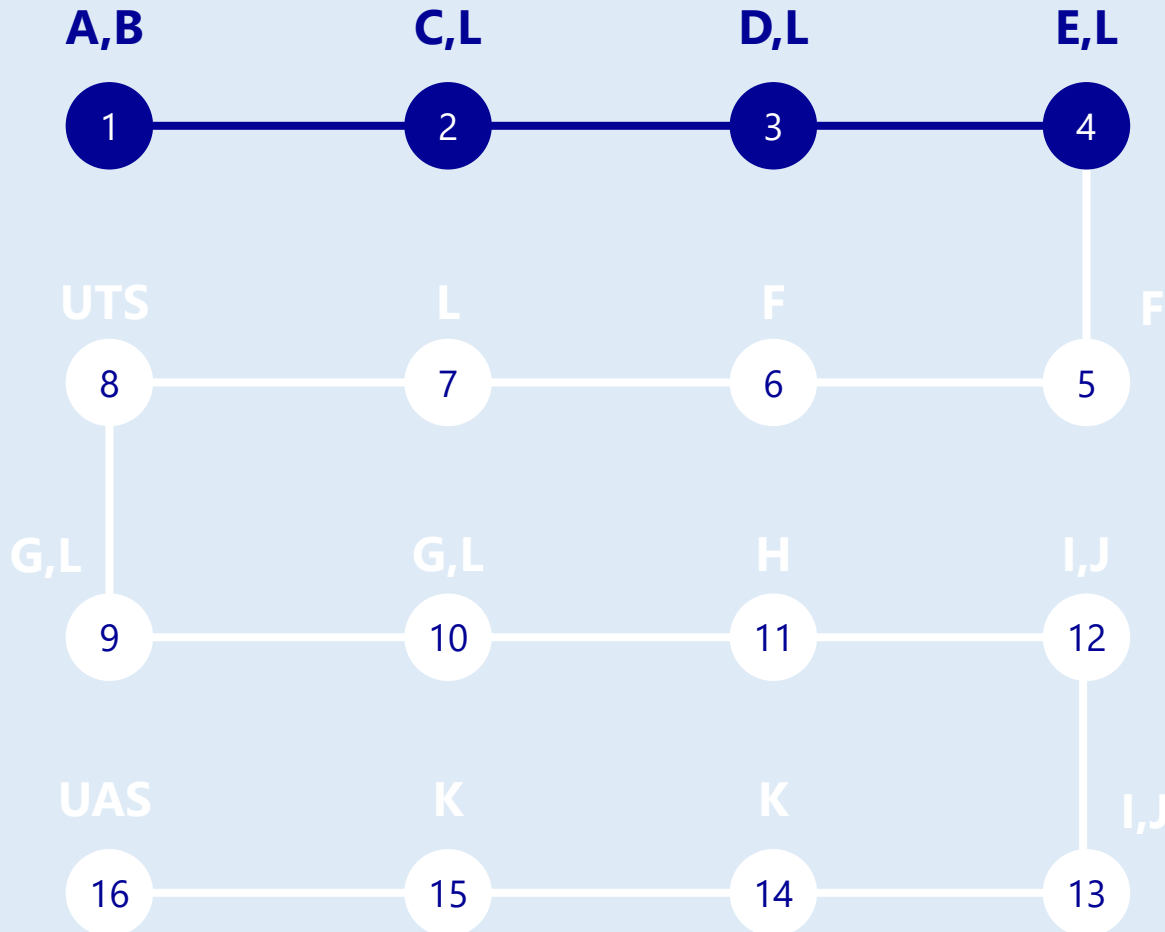 A,B C,L D,L E,L
1 2 3 4
UTS L F F
8 7 6 5
G,L G,L H I,J
9 10 11 12
UAS K K I,J
16 15 14 13